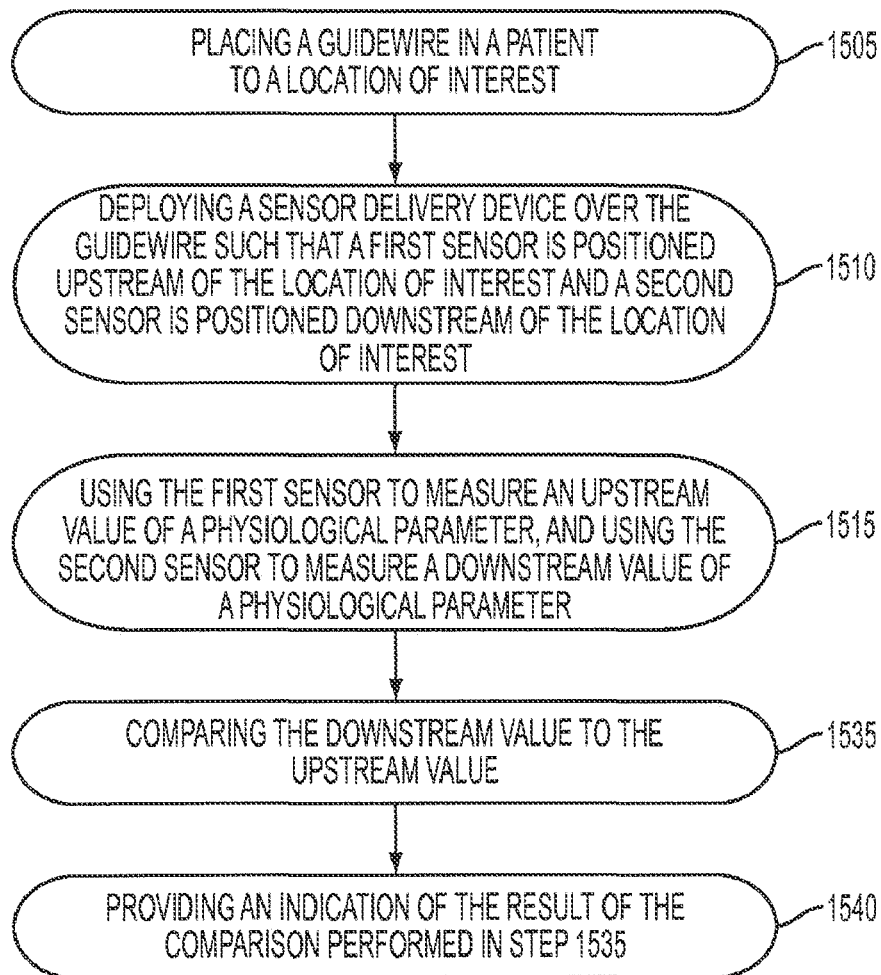 PLACING A GUIDEWIRE IN A PATIENT
TO A LOCATION OF INTEREST
1505
DEPLOYING A SENSOR DELIVERY DEVICE OVER THE
GUIDEWIRE SUCH THAT A FIRST SENSOR IS POSITIONED
UPSTREAM OF THE LOCATION OF INTEREST AND A SECOND
SENSOR IS POSITIONED DOWNSTREAM OF THE LOCATION
OF INTEREST
1510
USING THE FIRST SENSOR TO MEASURE AN UPSTREAM
VALUE OF A PHYSIOLOGICAL PARAMETER, AND USING THE
SECOND SENSOR TO MEASURE A DOWNSTREAM VALUE OF
A PHYSIOLOGICAL PARAMETER
1515
COMPARING THE DOWNSTREAM VALUE TO THE
UPSTREAM VALUE
1535
PROVIDING AN INDICATION OF THE RESULT OF THE
COMPARISON PERFORMED IN STEP 1535
1540